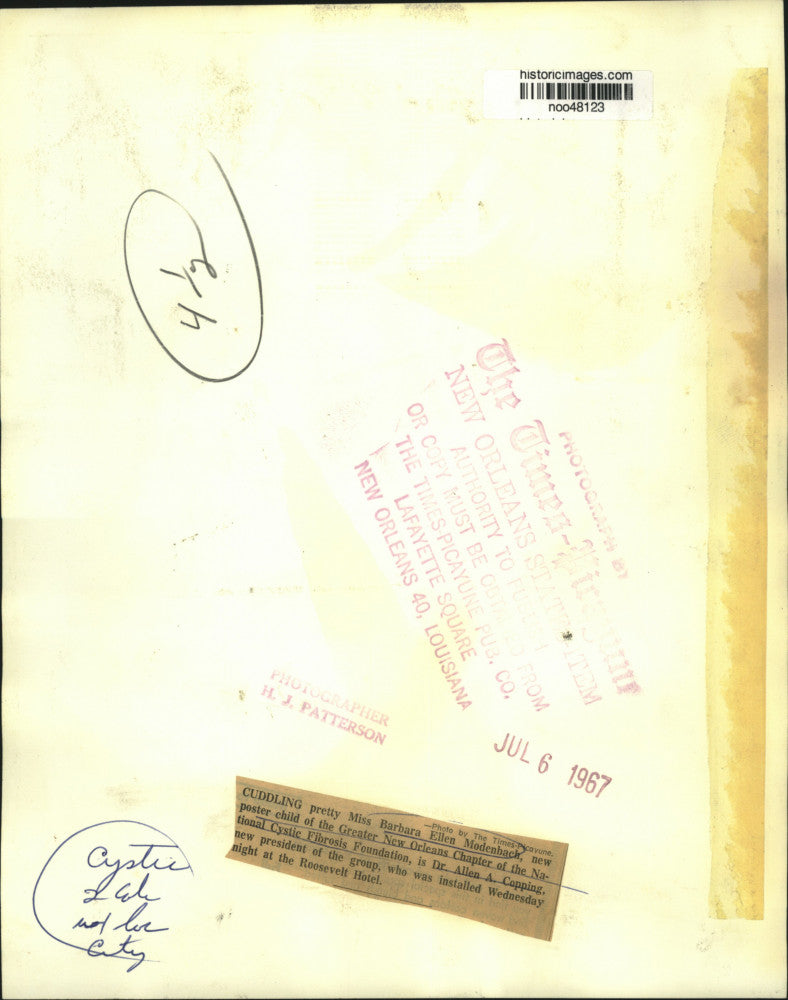 historicimages.com
noo48123
PHOTOGRAPH BY
The Times-Picayune
NEW ORLEANS STATES-ITEM
AUTHORITY TO PUBLISH
OR COPY MUST BE OBTAINED FROM
THE TIMES-PICAYUNE PUB. CO.
LAFAYETTE SQUARE
NEW ORLEANS 40, LOUISIANA
PHOTOGRAPHER
H. J. PATTERSON
JUL 6 1967
—Photo by The Times-Picayune.
CUDDLING pretty Miss Barbara Ellen Modenbach, new
poster child of the Greater New Orleans Chapter of the Na-
tional Cystic Fibrosis Foundation, is Dr. Allen A. Copping,
new president of the group, who was installed Wednesday
night at the Roosevelt Hotel.
Cystic
City